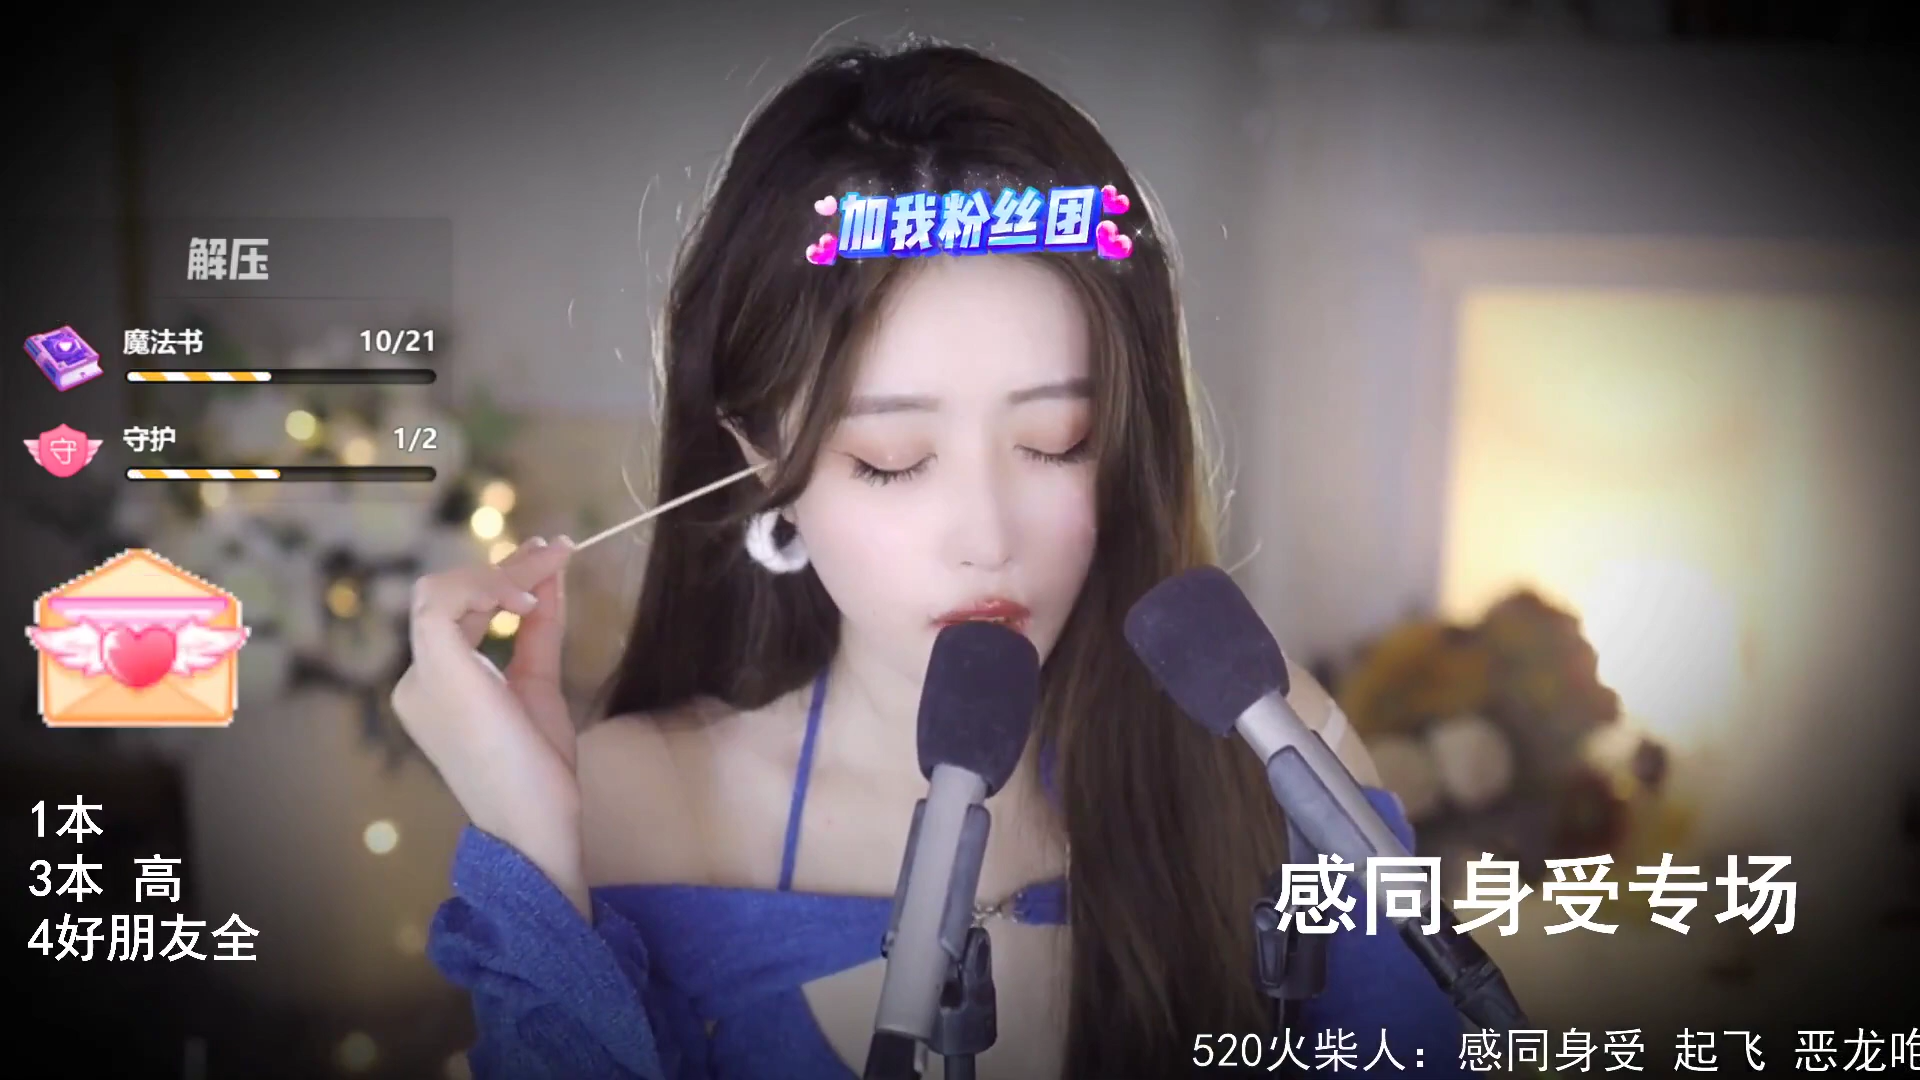 加我粉丝团
解压
魔法书 10/21
守 守护 1/2
1本
3本 高
4好朋友全
感同身受专场
520火柴人：感同身受 起飞 恶龙咆